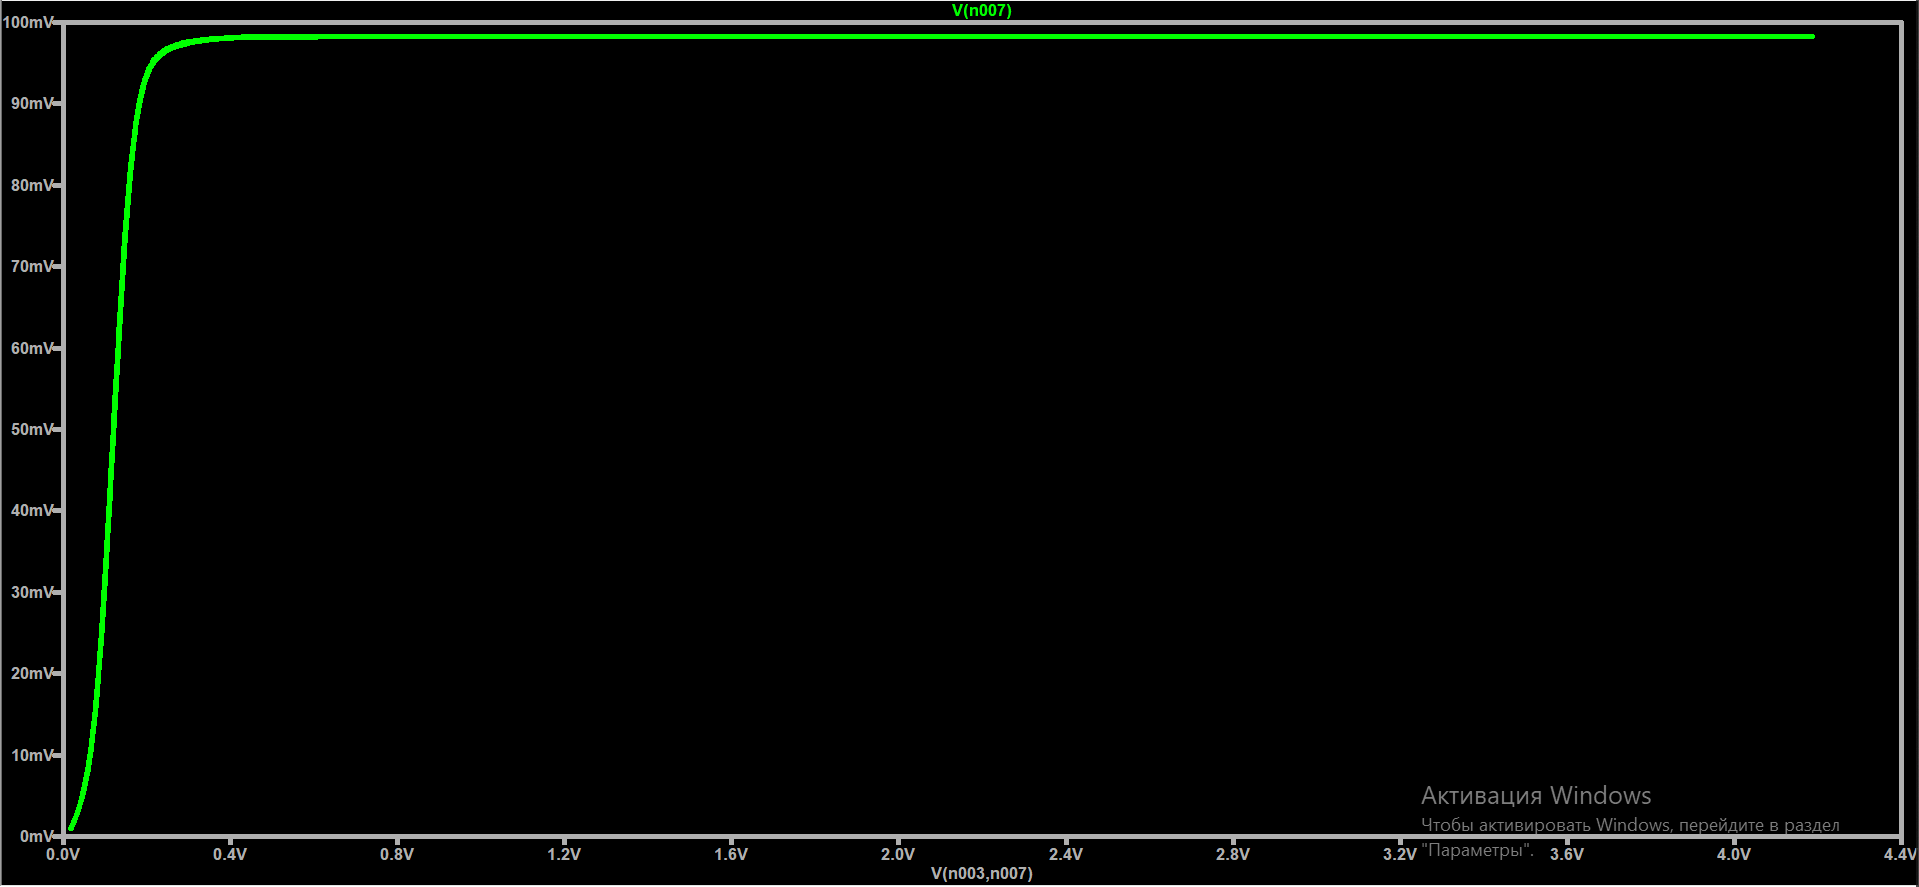 V(n007)
100mV
90mV
80mV
70mV
60mV
50mV
40mV
30mV
20mV
10mV
0mV
0.0V 0.4V 0.8V 1.2V 1.6V 2.0V 2.4V 2.8V 3.2V 3.6V 4.0V 4.4V
V(n003,n007)
Активация Windows
Чтобы активировать Windows, перейдите в раздел
"Параметры".